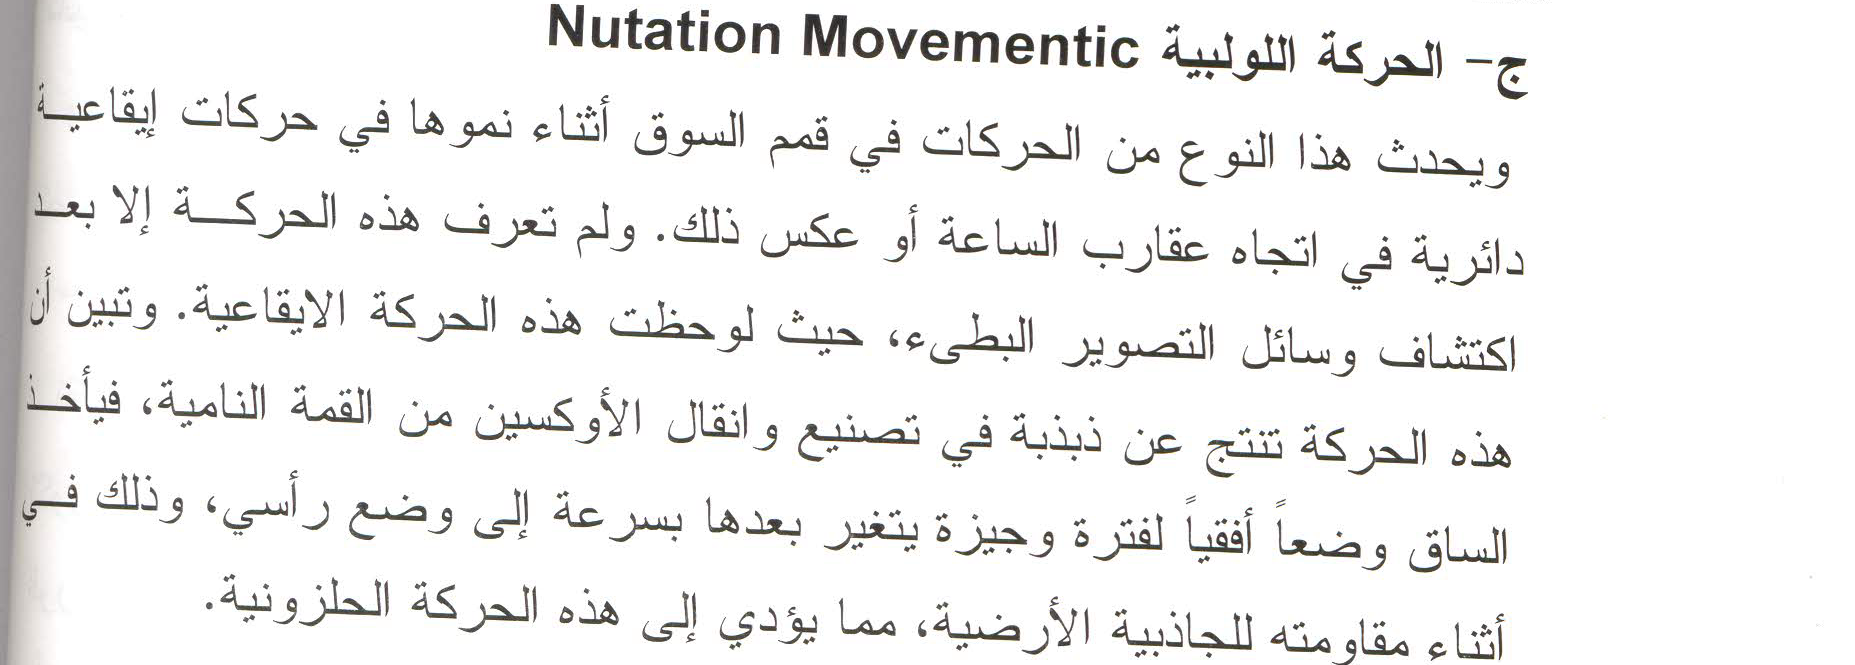 ج- الحركة اللولبية Nutation Movementic
ويحدث هذا النوع من الحركات في قمم السوق أثناء نموها في حركات إيقاعية
دائرية في اتجاه عقارب الساعة أو عكس ذلك. ولم تعرف هذه الحركة إلا بعد
اكتشاف وسائل التصوير البطىء، حيث لوحظت هذه الحركة الايقاعية. وتبين أن
هذه الحركة تنتج عن ذبذبة في تصنيع وانقال الأوكسين من القمة النامية، فيأخذ
الساق وضعاً أفقياً لفترة وجيزة يتغير بعدها بسرعة إلى وضع رأسي، وذلك في
أثناء مقاومته للجاذبية الأرضية، مما يؤدي إلى هذه الحركة الحلزونية.